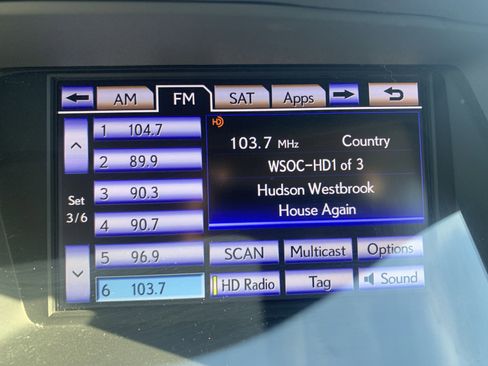 AM FM SAT Apps
1 104.7
2 89.9
3 90.3
4 90.7
5 96.9
6 103.7
Set
3/6
HD
103.7 MHz Country
WSOC-HD1 of 3
Hudson Westbrook
House Again
SCAN Multicast Options
HD Radio Tag Sound